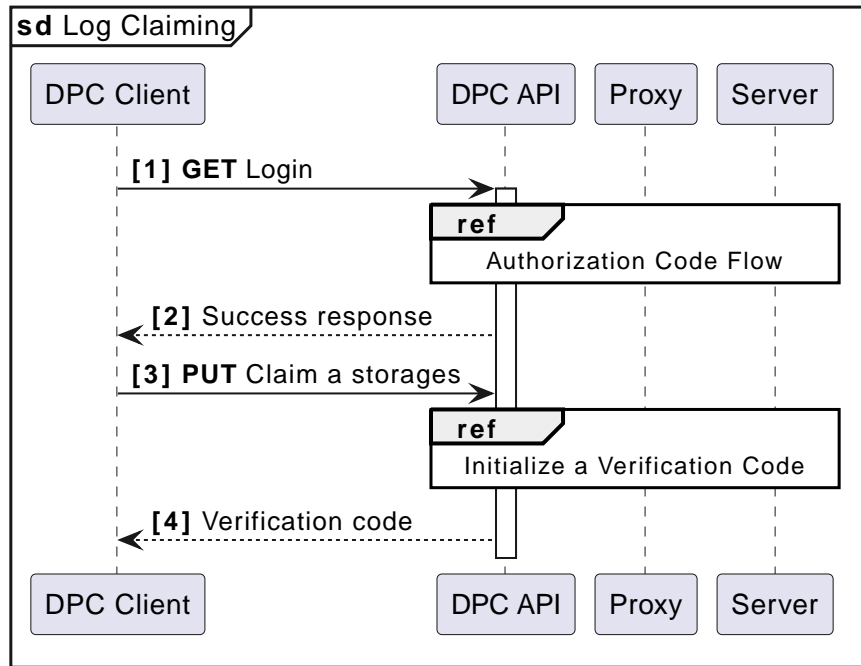 sd Log Claiming
DPC Client DPC API Proxy Server
[1] GET Login
ref
Authorization Code Flow
[2] Success response
[3] PUT Claim a storages
ref
Initialize a Verification Code
[4] Verification code
DPC Client DPC API Proxy Server